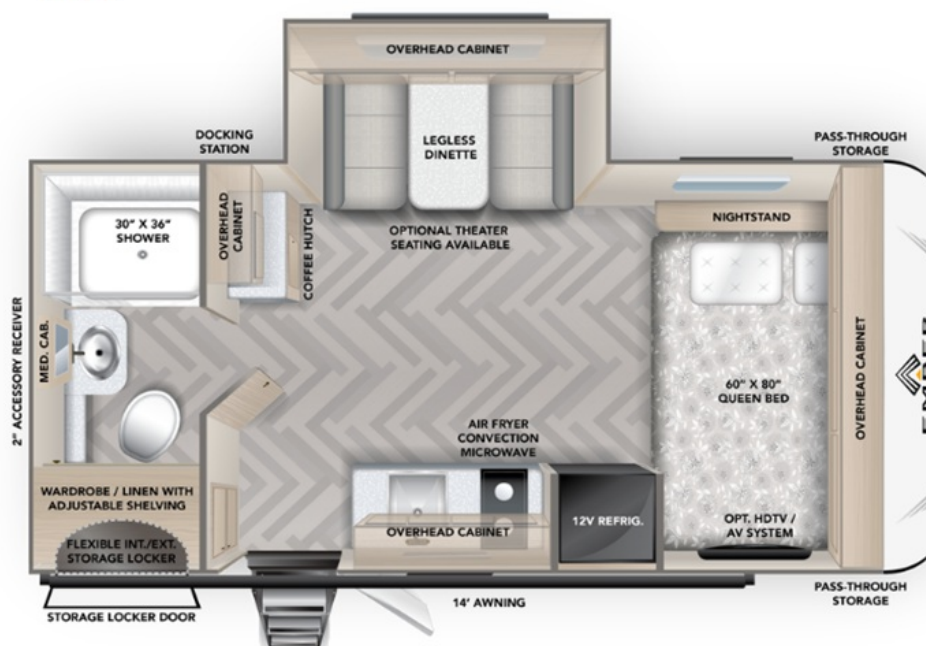 OVERHEAD CABINET
DOCKING
STATION
PASS-THROUGH
STORAGE
LEGLESS
DINETTE
OVERHEAD
CABINET
COFFEE HUTCH
30" X 36"
SHOWER
OPTIONAL THEATER
SEATING AVAILABLE
NIGHTSTAND
2" ACCESSORY RECEIVER
MED. CAB.
60" X 80"
QUEEN BED
OVERHEAD CABINET
EMBER
AIR FRYER
CONVECTION
MICROWAVE
WARDROBE / LINEN WITH
ADJUSTABLE SHELVING
FLEXIBLE INT./EXT.
STORAGE LOCKER
OVERHEAD CABINET
12V REFRIG.
OPT. HDTV /
AV SYSTEM
STORAGE LOCKER DOOR
14' AWNING
PASS-THROUGH
STORAGE